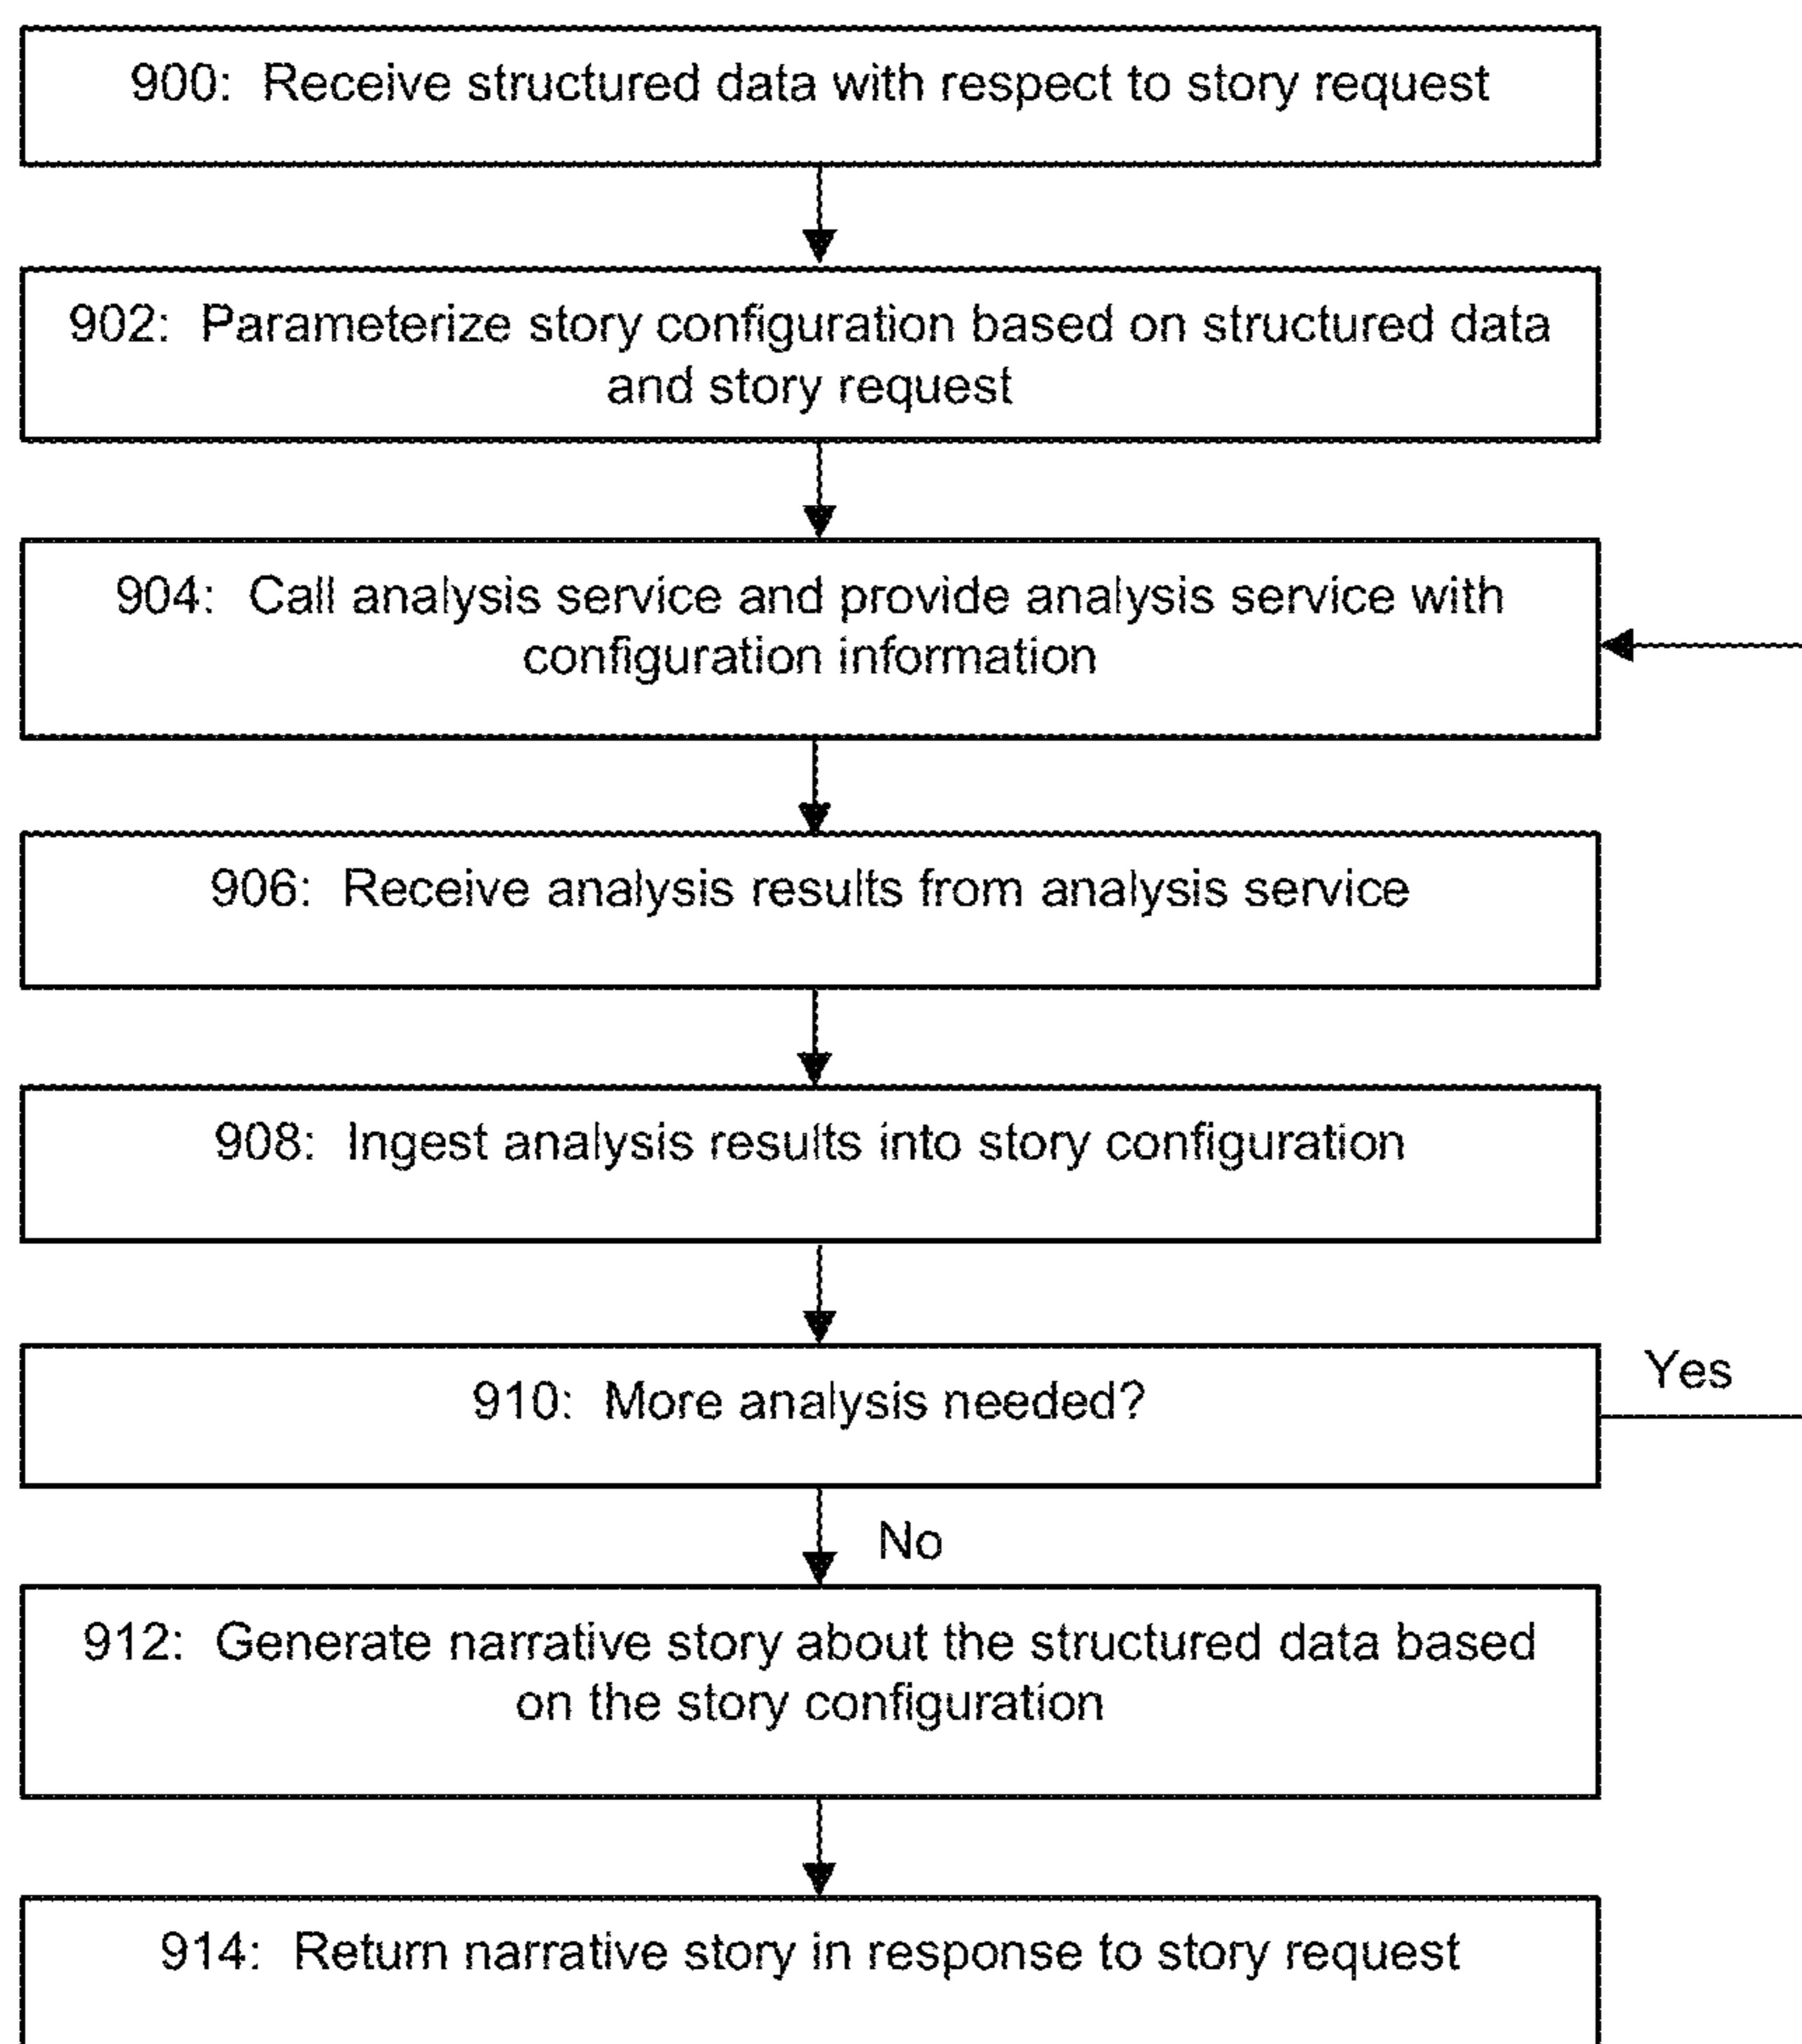 900: Receive structured data with respect to story request
902: Parameterize story configuration based on structured data
and story request
904: Call analysis service and provide analysis service with
configuration information
906: Receive analysis results from analysis service
908: Ingest analysis results into story configuration
910: More analysis needed?
Yes
No
912: Generate narrative story about the structured data based
on the story configuration
914: Return narrative story in response to story request